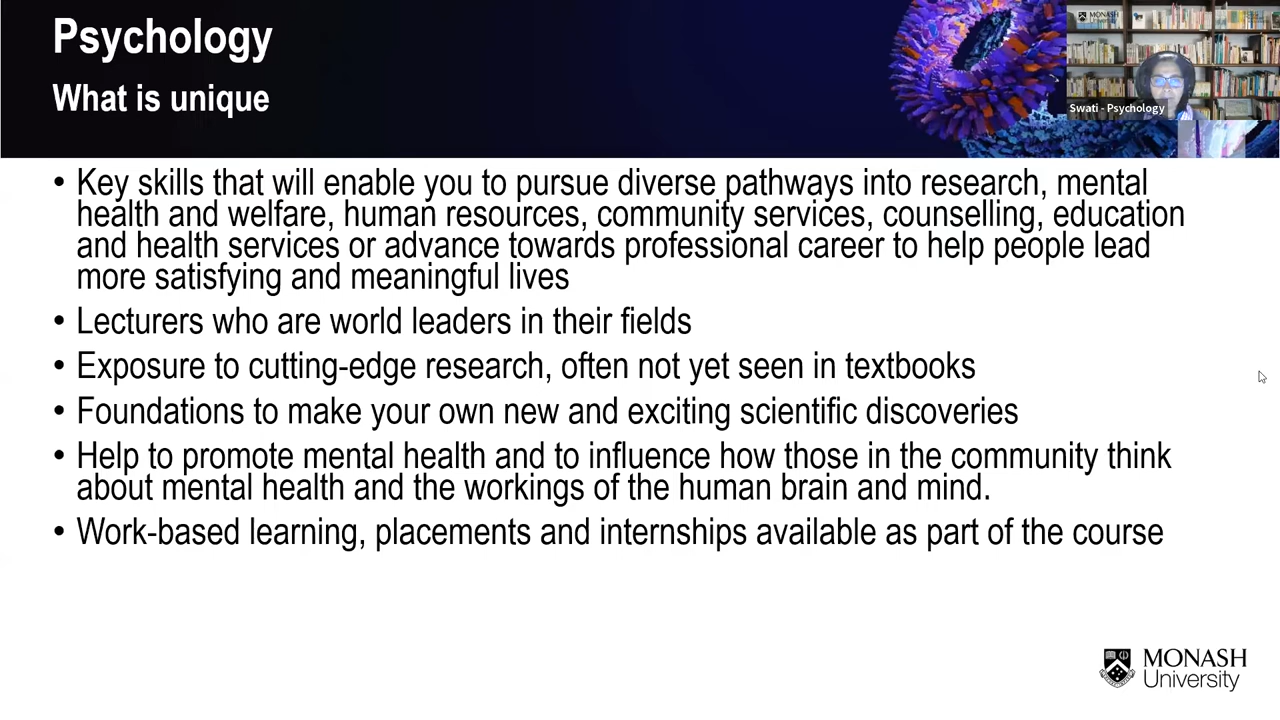 Psychology
What is unique
MONASH
University
Swati - Psychology
• Key skills that will enable you to pursue diverse pathways into research, mental
health and welfare, human resources, community services, counselling, education
and health services or advance towards professional career to help people lead
more satisfying and meaningful lives
• Lecturers who are world leaders in their fields
• Exposure to cutting-edge research, often not yet seen in textbooks
• Foundations to make your own new and exciting scientific discoveries
• Help to promote mental health and to influence how those in the community think
about mental health and the workings of the human brain and mind.
• Work-based learning, placements and internships available as part of the course
MONASH
University